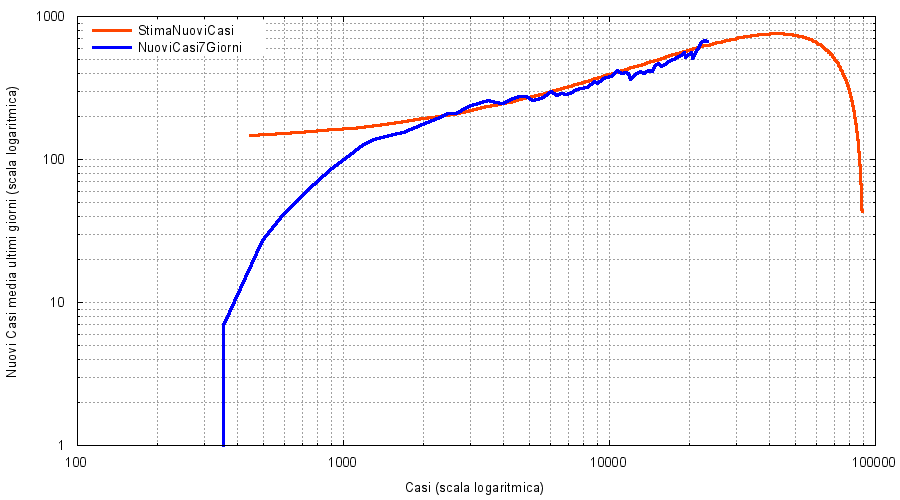 1000
100
10
1
100
1000
10000
100000
StimaNuoviCasi
NuoviCasi7Giorni
Nuovi Casi media ultimi giorni (scala logaritmica)
Casi (scala logaritmica)